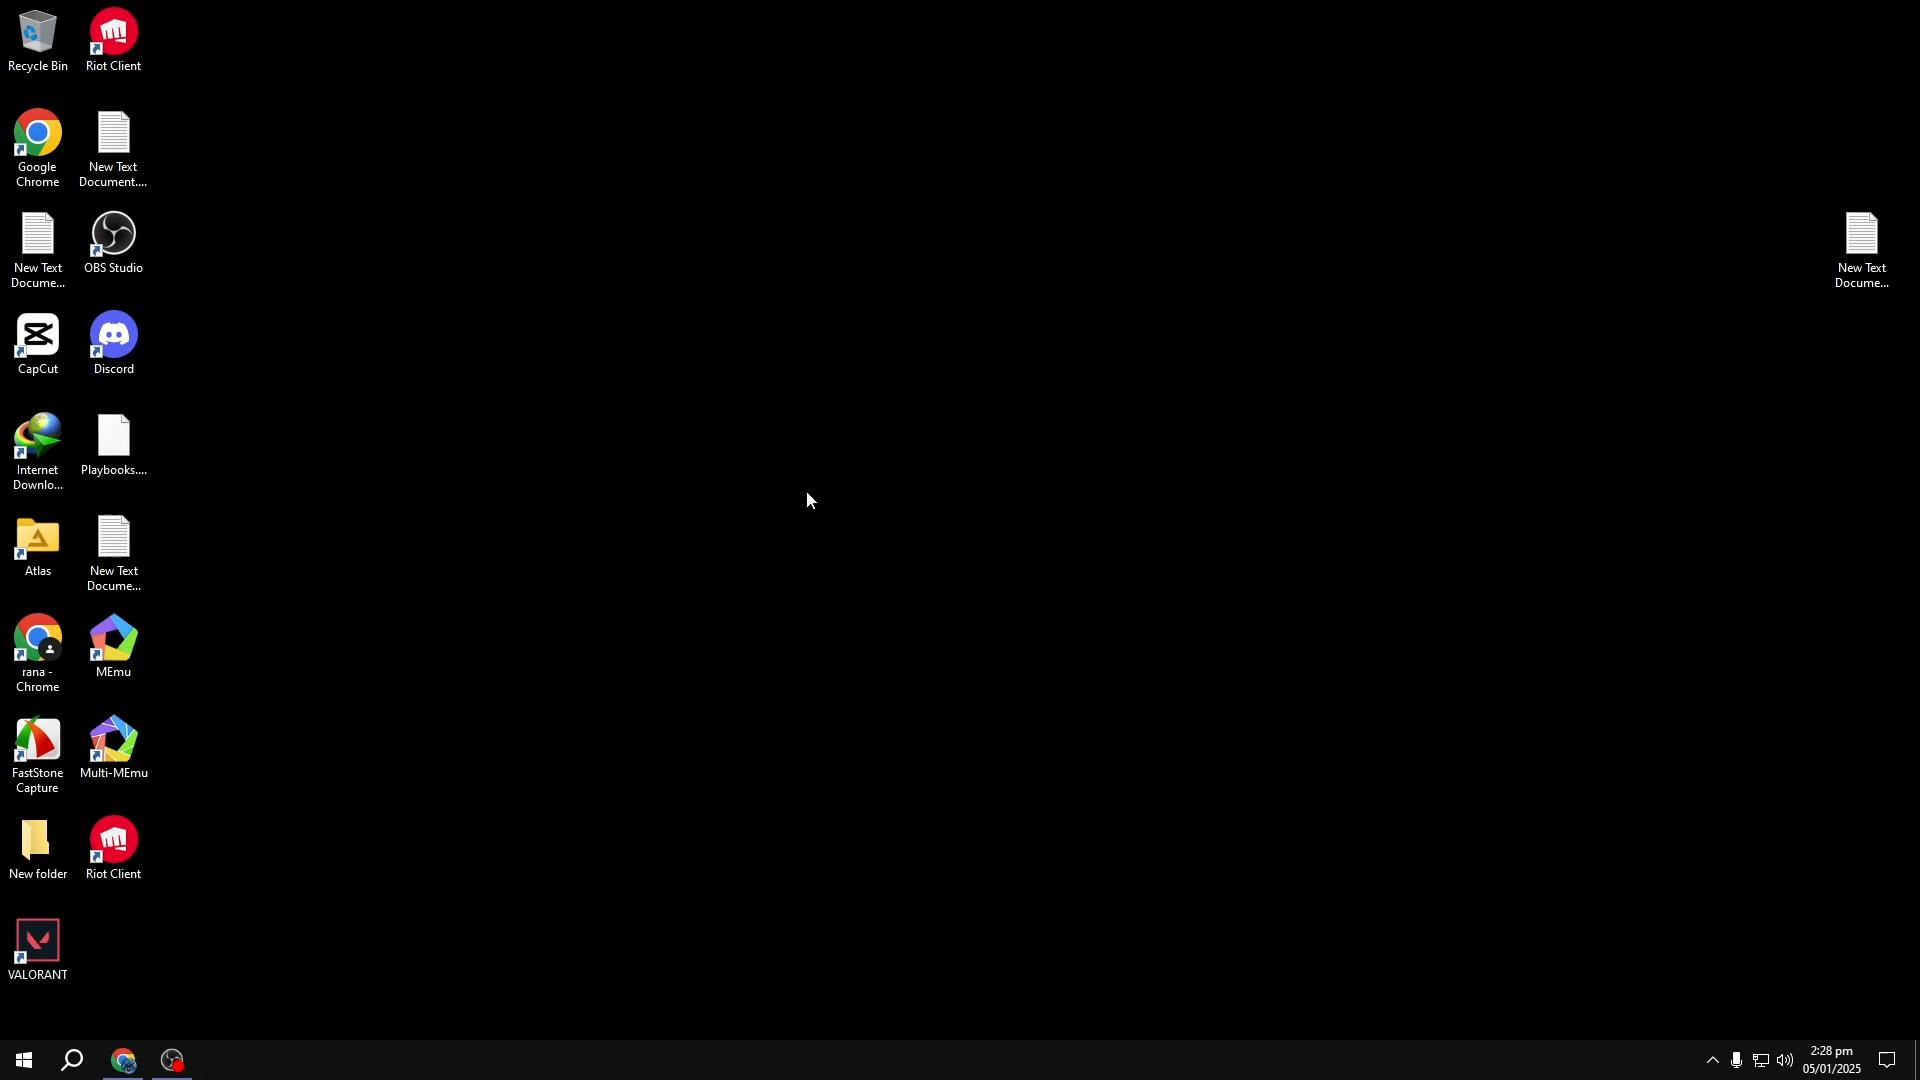 Recycle Bin
Riot Client
Google
Chrome
New Text
Document....
New Text
Docume...
OBS Studio
New Text
Docume...
CapCut
Discord
Internet
Downlo...
Playbooks....
Atlas
New Text
Docume...
rana -
Chrome
MEmu
FastStone
Capture
Multi-MEmu
New folder
Riot Client
VALORANT
2:28 pm
05/01/2025